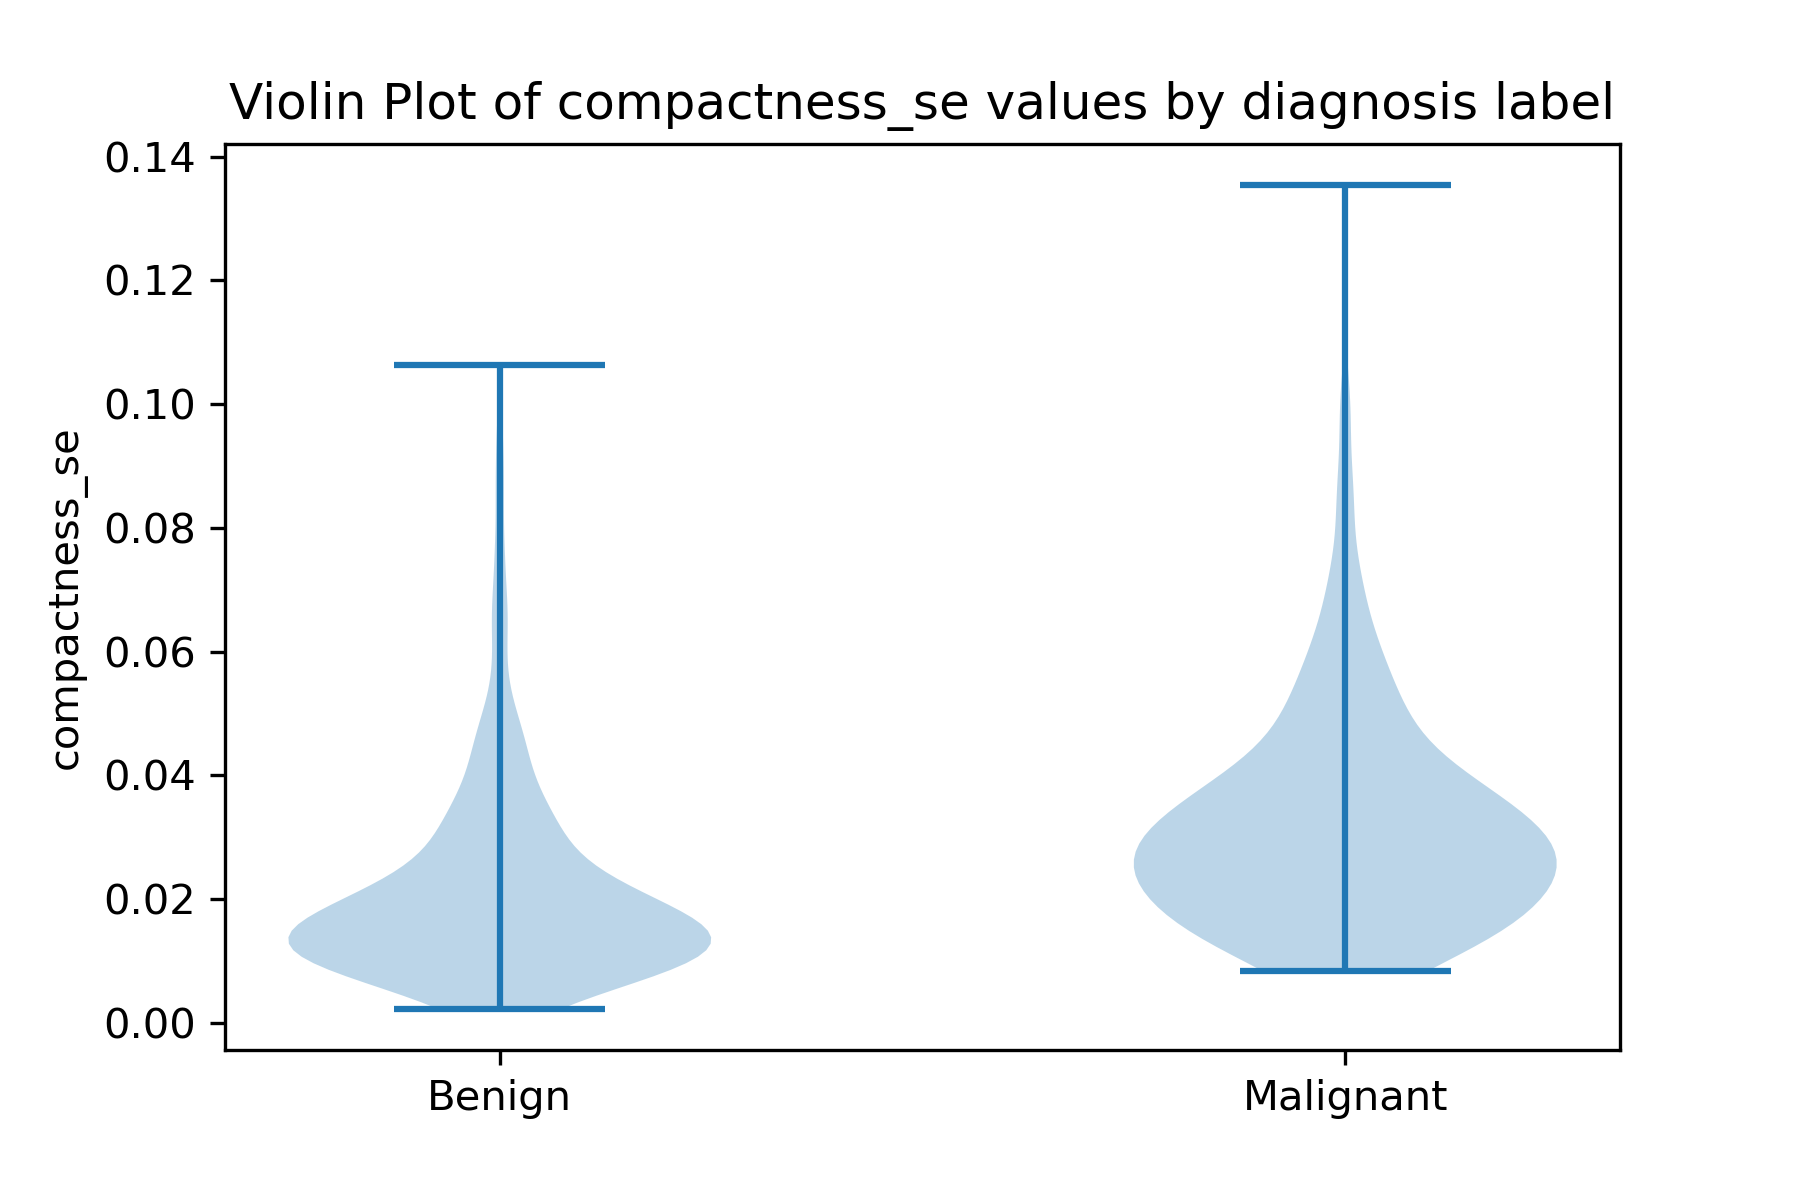 Violin Plot of compactness_se values by diagnosis label
0.14
0.12
0.10
0.08
0.06
0.04
0.02
0.00
compactness_se
Benign
Malignant